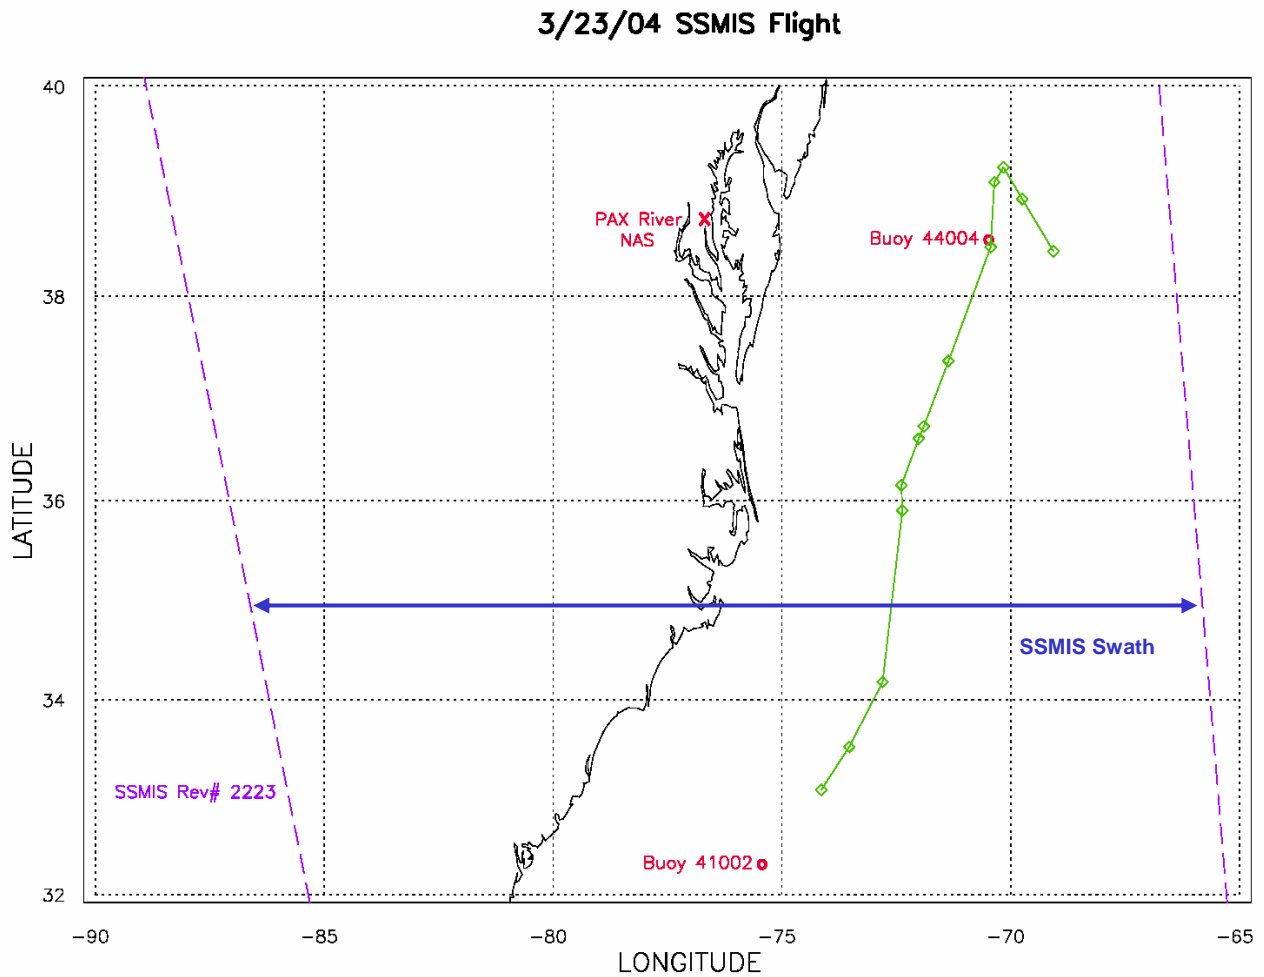 3/23/04 SSMIS Flight
40
PAX River
NAS
Buoy 44004
38
LATITUDE
36
SSMIS Swath
34
SSMIS Rev# 2223
Buoy 41002
32
-90
-85
-80
-75
-70
-65
LONGITUDE